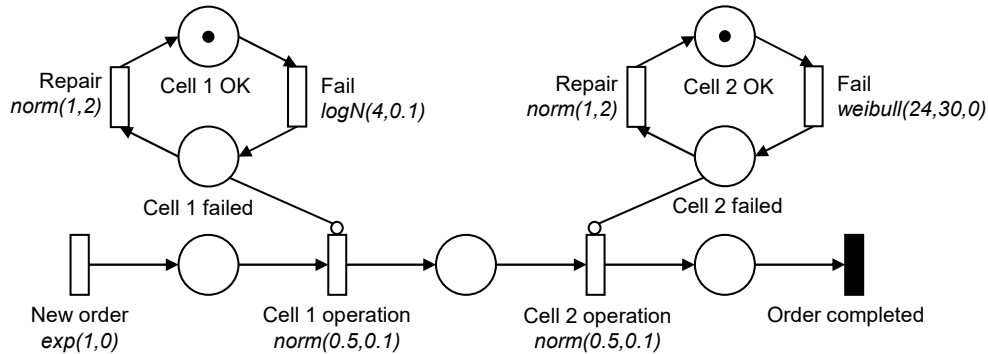 Repair
norm(1,2)
Cell 1 OK
Fail
logN(4,0.1)
Repair
norm(1,2)
Cell 2 OK
Fail
weibull(24,30,0)
Cell 1 failed
Cell 2 failed
New order
exp(1,0)
Cell 1 operation
norm(0.5,0.1)
Cell 2 operation
norm(0.5,0.1)
Order completed